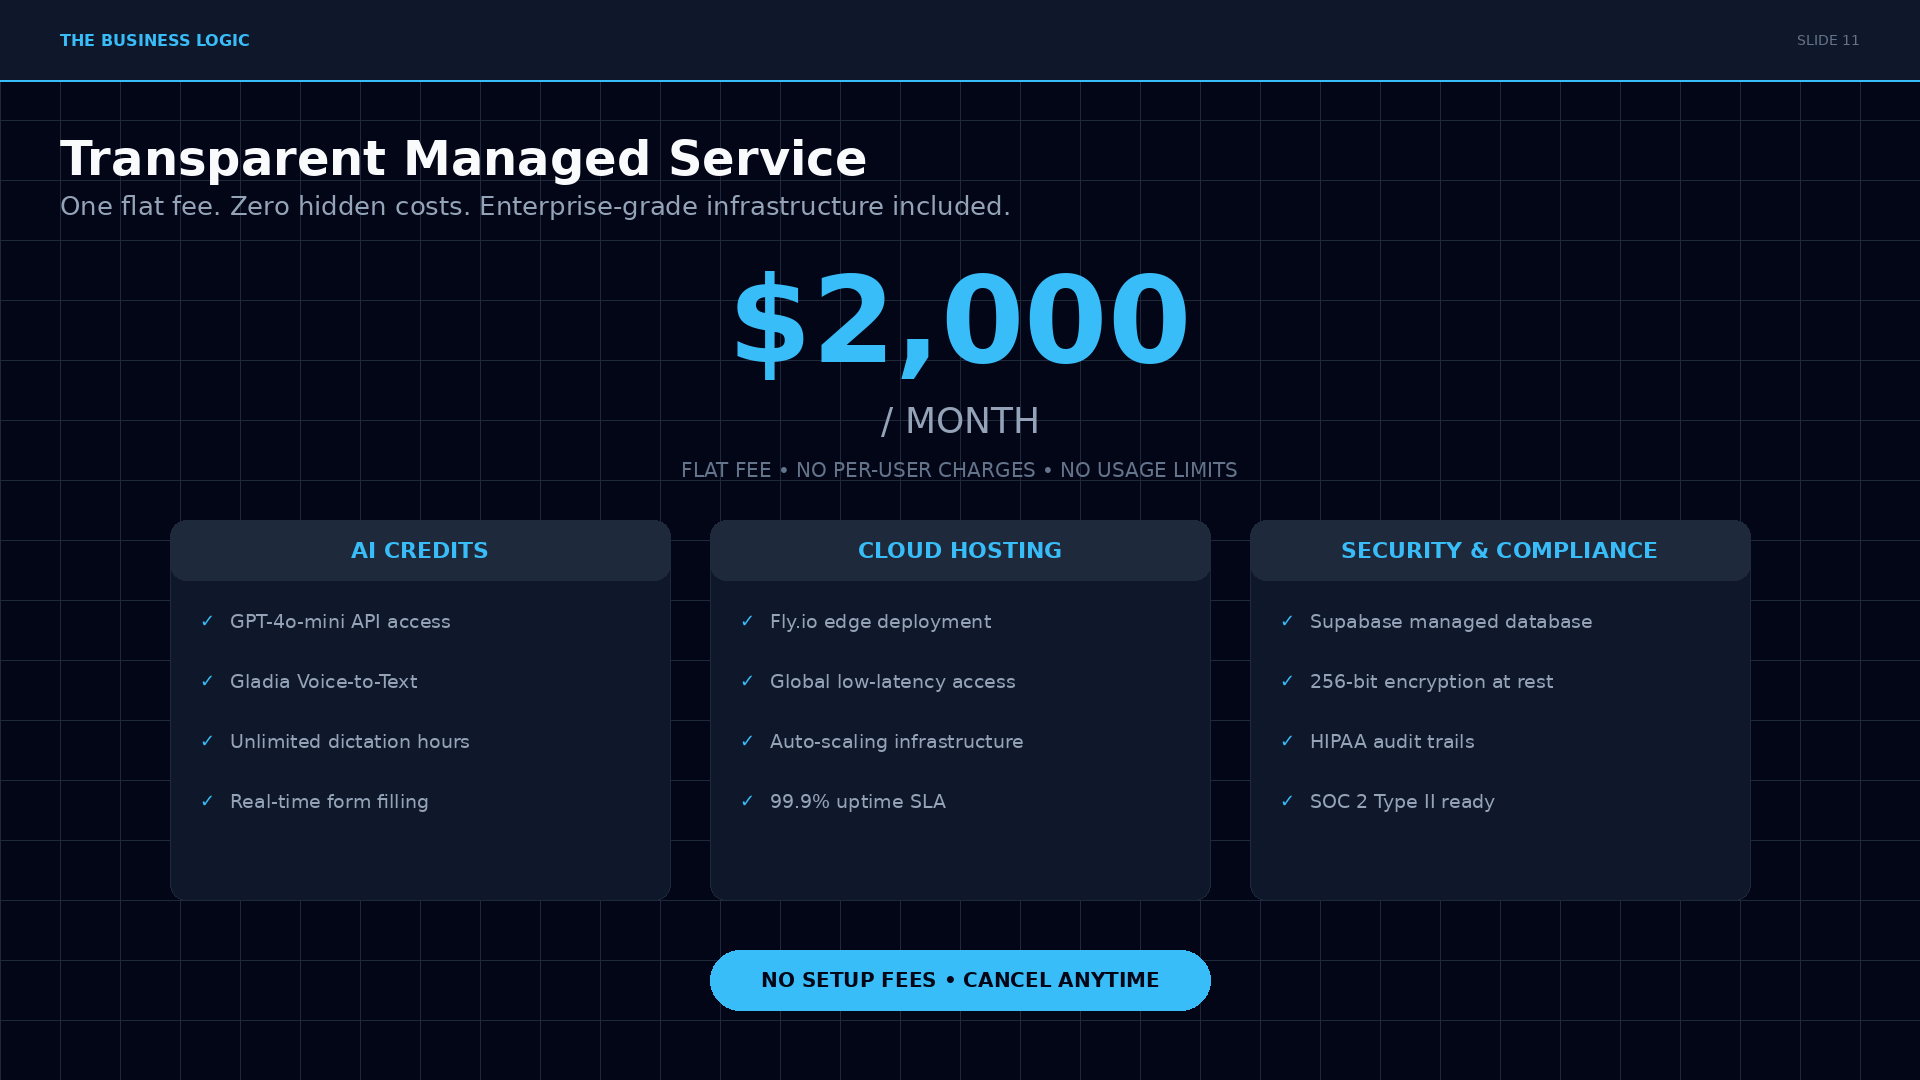 THE BUSINESS LOGIC
SLIDE 11
Transparent Managed Service
One flat fee. Zero hidden costs. Enterprise-grade infrastructure included.
$2,000
/ MONTH
FLAT FEE • NO PER-USER CHARGES • NO USAGE LIMITS
AI CREDITS
✓ GPT-4o-mini API access
✓ Gladia Voice-to-Text
✓ Unlimited dictation hours
✓ Real-time form filling
CLOUD HOSTING
✓ Fly.io edge deployment
✓ Global low-latency access
✓ Auto-scaling infrastructure
✓ 99.9% uptime SLA
SECURITY & COMPLIANCE
✓ Supabase managed database
✓ 256-bit encryption at rest
✓ HIPAA audit trails
✓ SOC 2 Type II ready
NO SETUP FEES • CANCEL ANYTIME